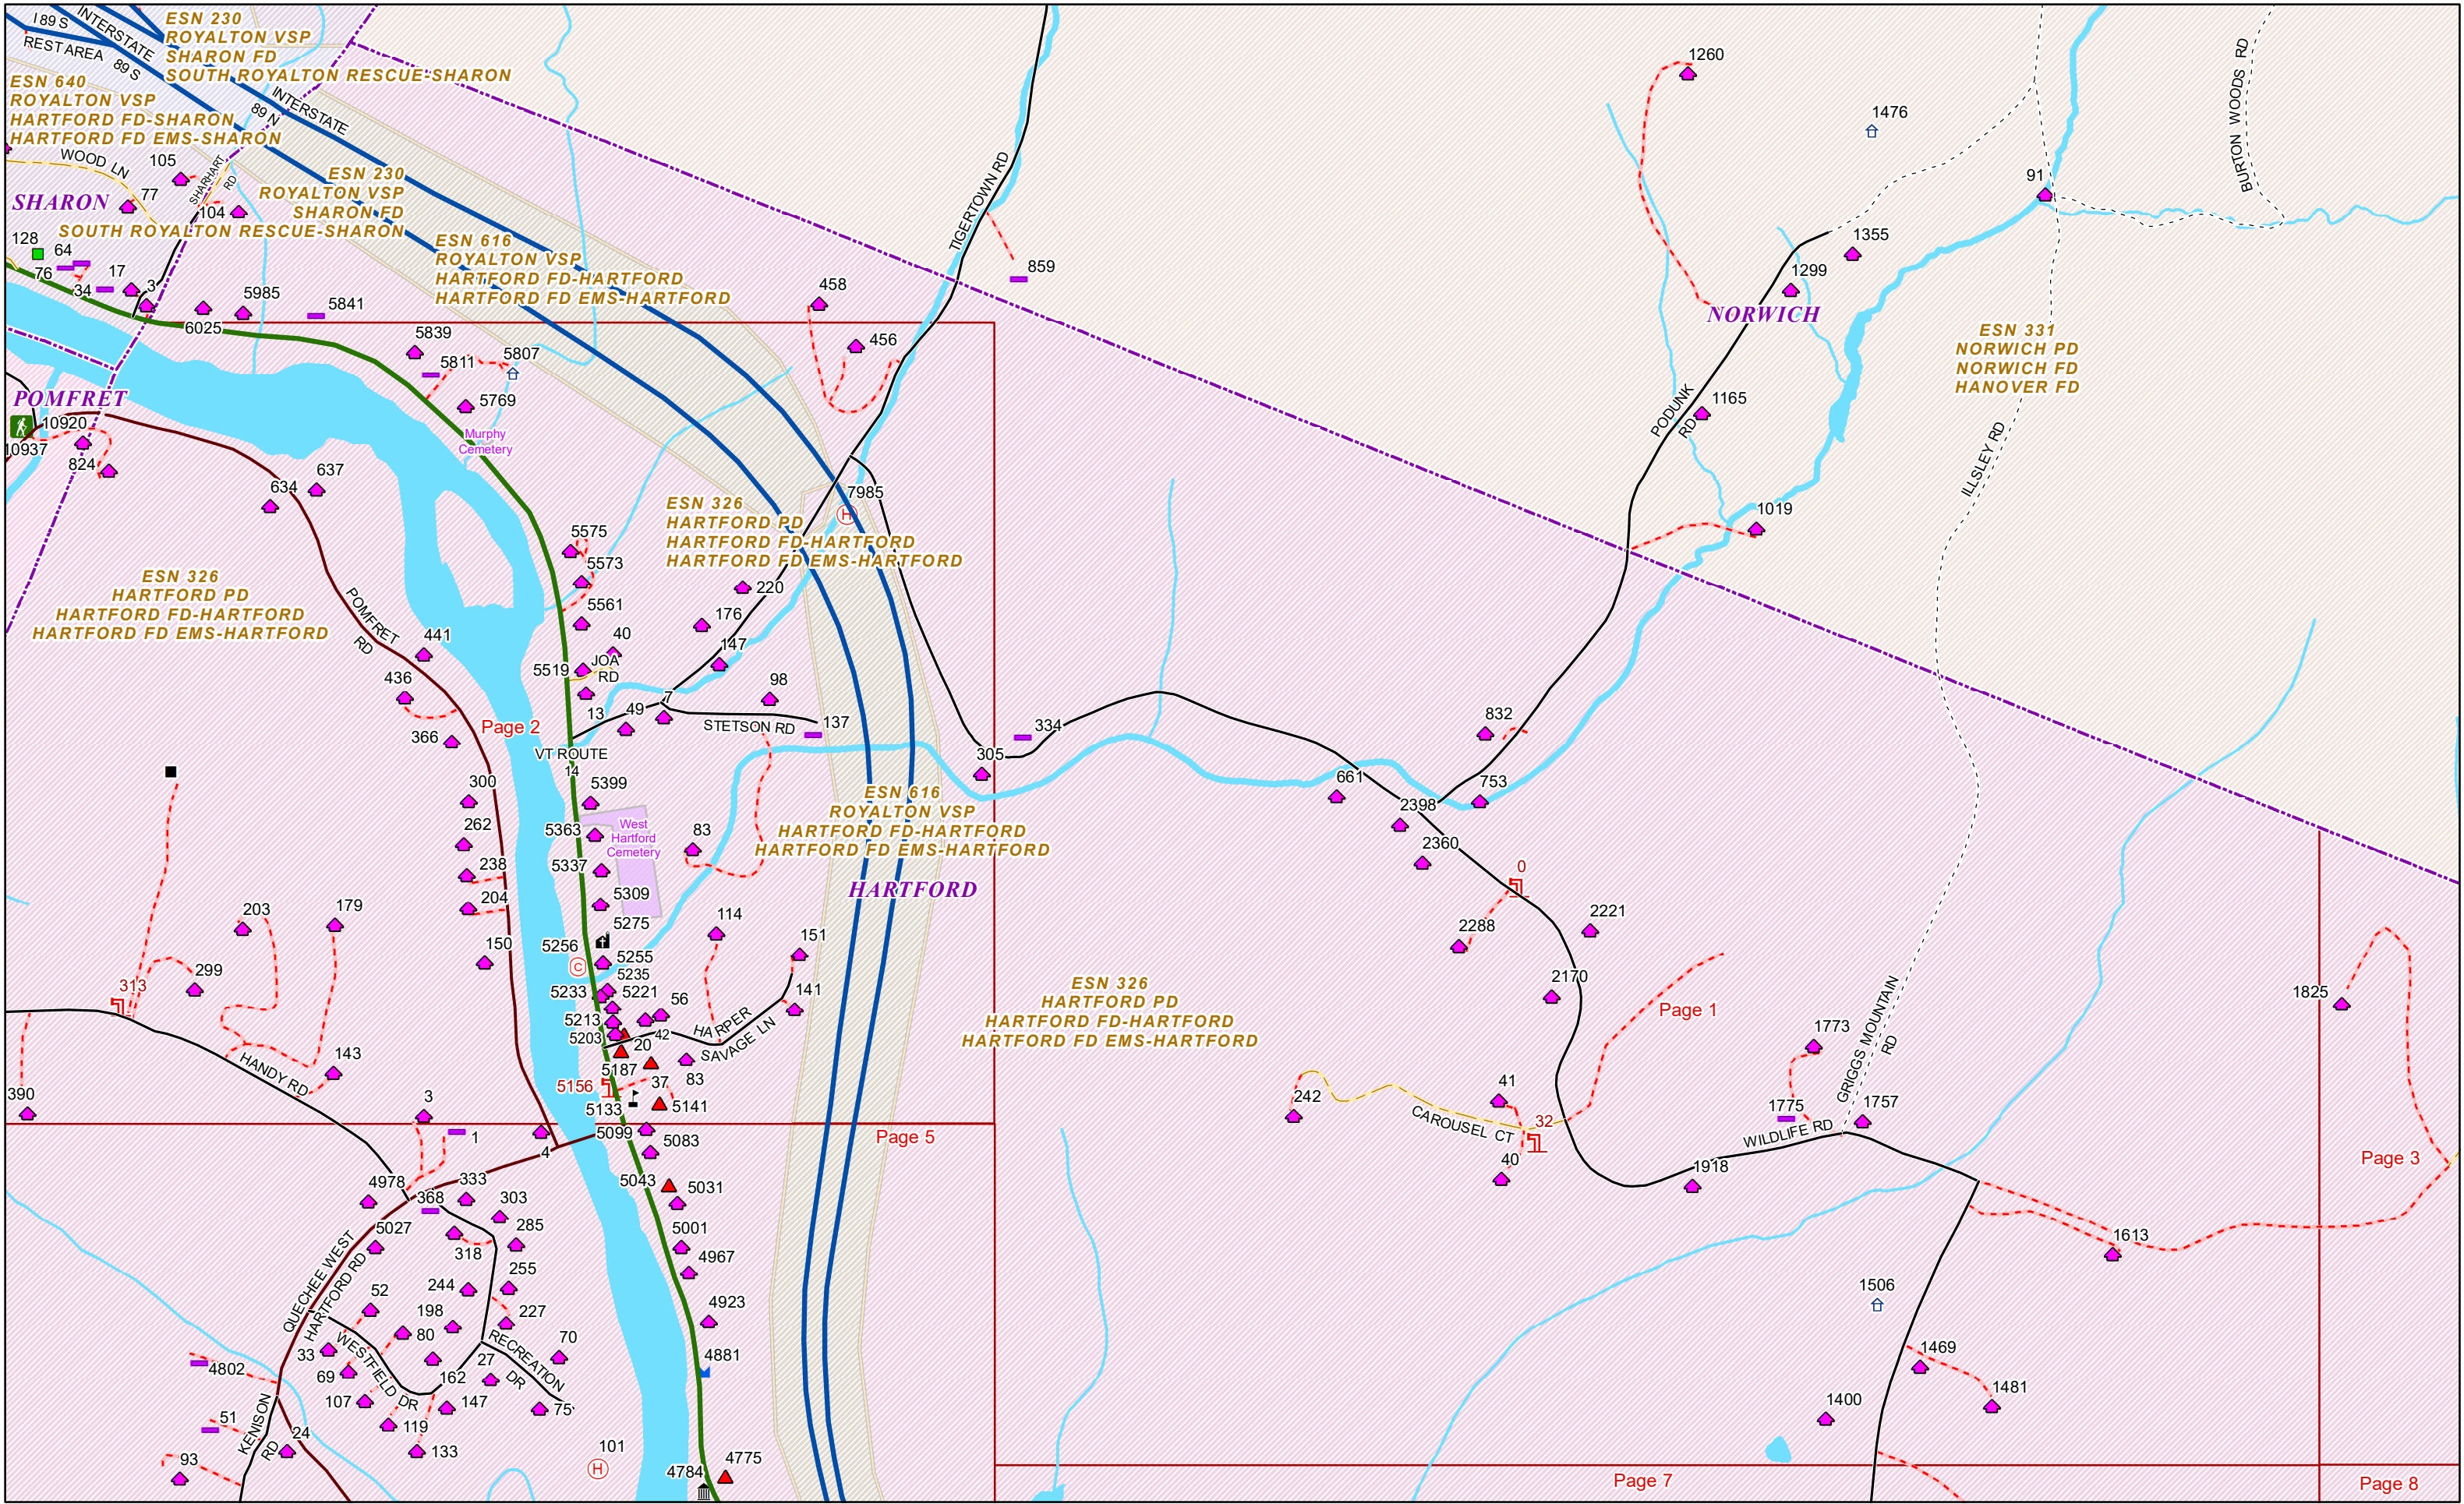 I 89 S
INTERSTATE
89 S
REST AREA
ESN 230
ROYALTON VSP
SHARON FD
SOUTH ROYALTON RESCUE-SHARON
ESN 640
ROYALTON VSP
HARTFORD FD-SHARON
HARTFORD FD EMS-SHARON
INTERSTATE
89 N
WOOD LN
105
77
SHARHART
RD
104
SHARON
ESN 230
ROYALTON VSP
SHARON FD
SOUTH ROYALTON RESCUE-SHARON
128
64
76
34
17
3
6025
5985
5841
ESN 616
ROYALTON VSP
HARTFORD FD-HARTFORD
HARTFORD FD EMS-HARTFORD
TIGERTOWN RD
859
458
456
1260
1476
91
BURTON WOODS RD
1355
1299
NORWICH
ESN 331
NORWICH PD
NORWICH FD
HANOVER FD
PODUNK
RD
1165
ILLSLEY RD
1019
5839
5811
5807
5769
Murphy
Cemetery
POMFRET
10920
10937
824
634
637
7985
ESN 326
HARTFORD PD
HARTFORD FD-HARTFORD
HARTFORD FD EMS-HARTFORD
ESN 326
HARTFORD PD
HARTFORD FD-HARTFORD
HARTFORD FD EMS-HARTFORD
POMFRET
RD
5575
5573
5561
220
176
147
40
JOA
RD
5519
441
436
366
Page 2
13
49
7
98
STETSON RD
137
VT ROUTE
14
305
334
832
661
753
2398
2360
300
262
238
204
150
5399
5363
5337
5309
5275
West
Hartford
Cemetery
83
ESN 616
ROYALTON VSP
HARTFORD FD-HARTFORD
HARTFORD FD EMS-HARTFORD
HARTFORD
0
2288
2221
2170
203
179
299
313
HANDY RD
143
390
5256
5255
5235
5233
5221
5213
5203
56
42
20
5187
37
83
114
151
141
HARPER
SAVAGE LN
5156
5133
5141
ESN 326
HARTFORD PD
HARTFORD FD-HARTFORD
HARTFORD FD EMS-HARTFORD
Page 1
GRIGGS MOUNTAIN
RD
1825
1773
1775
1757
WILDLIFE RD
242
CAROUSEL CT
41
32
40
1918
Page 3
1613
3
1
4
5099
5083
Page 5
5043
5031
5001
4967
4923
4881
4978
368
333
303
285
318
5027
QUECHEE WEST
HARTFORD RD
255
244
227
198
52
80
33
69
107
WESTFIELD DR
119
133
162
147
27
RECREATION
DR
70
75
4802
51
KENISON
RD
24
93
101
4784
4775
1506
1469
1481
1400
Page 7
Page 8
H
H
C